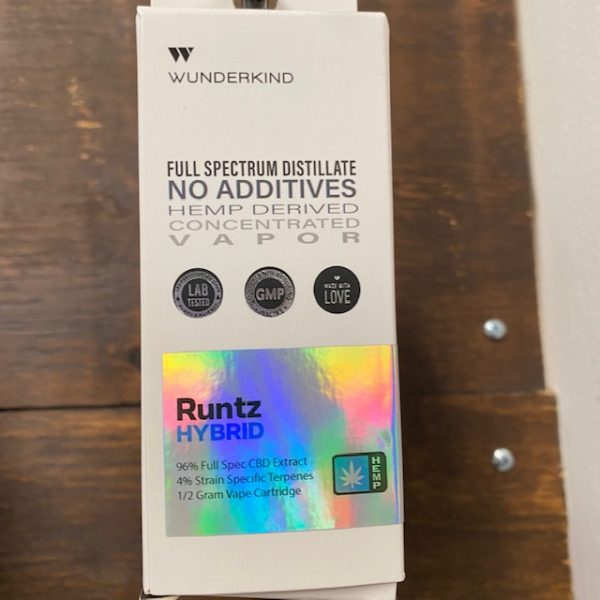 W
WUNDERKIND
FULL SPECTRUM DISTILLATE
NO ADDITIVES
HEMP DERIVED
CONCENTRATED
VAPOR
LAB
TESTED
GMP
MADE WITH
LOVE
Runtz
HYBRID
96% Full Spec CBD Extract
4% Strain Specific Terpenes
1/2 Gram Vape Cartridge
HEMP